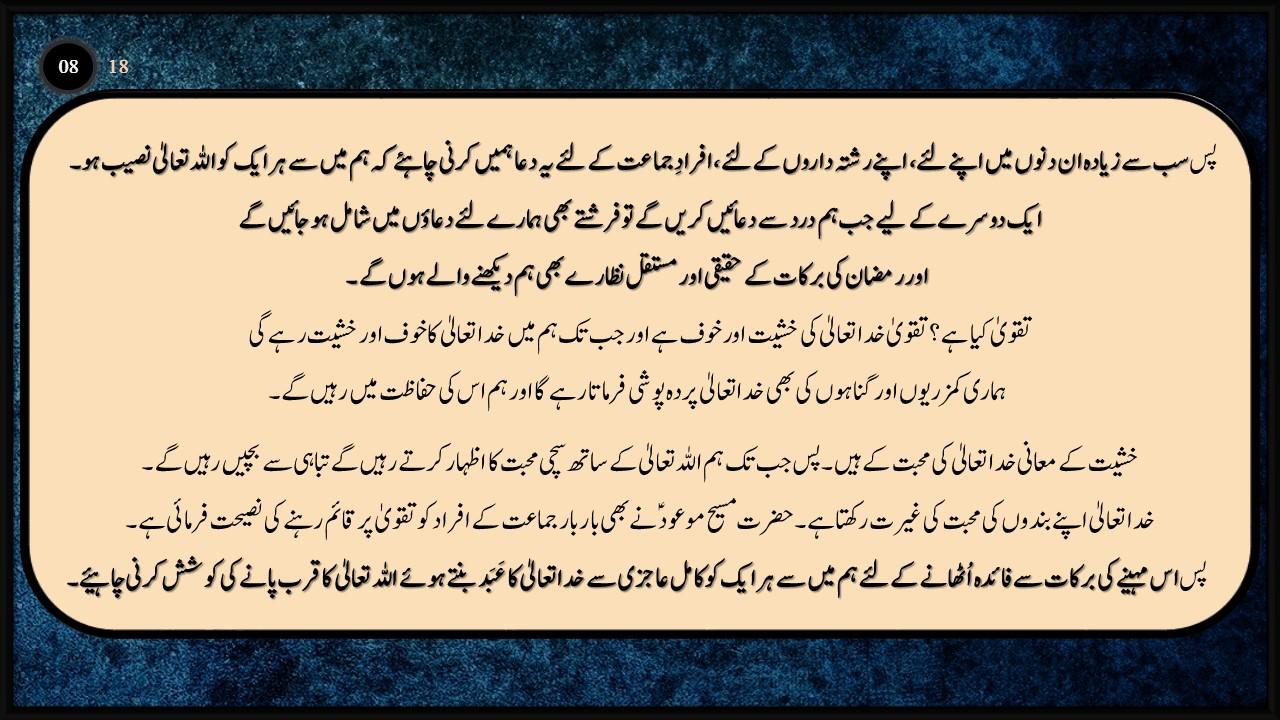 08 18
پس سب سے زیادہ ان دنوں میں اپنے لئے، اپنے رشتہ داروں کے لئے، افرادِ جماعت کے لئے یہ دعا ہمیں کرنی چاہئے کہ ہم میں سے ہر ایک کو اللہ تعالیٰ نصیب ہو۔
ایک دوسرے کے لیے جب ہم درد سے دعائیں کریں گے تو فرشتے بھی ہمارے لئے دعاؤں میں شامل ہو جائیں گے
اور رمضان کی برکات کے حقیقی اور مستقل نظارے بھی ہم دیکھنے والے ہوں گے۔
تقویٰ کیا ہے؟ تقویٰ خدا تعالیٰ کی خشیت اور خوف ہے اور جب تک ہم میں خدا تعالیٰ کا خوف اور خشیت رہے گی
ہماری کمزریوں اور گناہوں کی بھی خدا تعالیٰ پردہ پوشی فرماتا رہے گا اور ہم اس کی حفاظت میں رہیں گے۔
خشیت کے معانی خدا تعالیٰ کی محبت کے ہیں۔ پس جب تک ہم اللہ تعالیٰ کے ساتھ سچی محبت کا اظہار کرتے رہیں گے تباہی سے بچیں رہیں گے۔
خدا تعالیٰ اپنے بندوں کی محبت کی غیرت رکھتا ہے۔ حضرت مسیح موعودؑ نے بھی بار بار جماعت کے افراد کو تقویٰ پر قائم رہنے کی نصیحت فرمائی ہے۔
پس اس مہینے کی برکات سے فائدہ اُٹھانے کے لئے ہم میں سے ہر ایک کو کامل عاجزی سے خدا تعالیٰ کا عَبَد بنتے ہوئے اللہ تعالیٰ کا قرب پانے کی کوشش کرنی چاہیئے۔